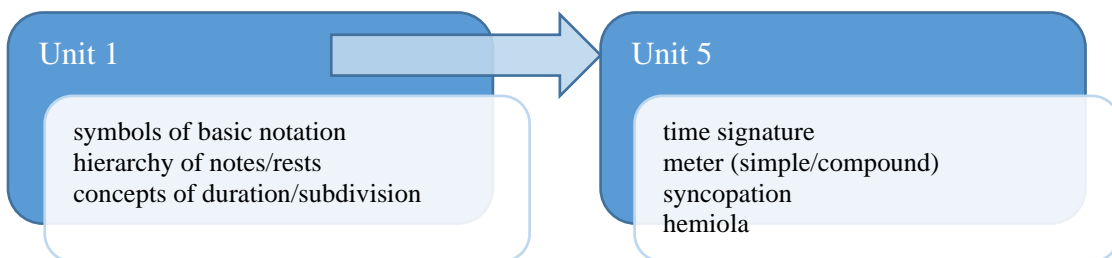 Unit 1
symbols of basic notation
hierarchy of notes/rests
concepts of duration/subdivision
Unit 5
time signature
meter (simple/compound)
syncopation
hemiola